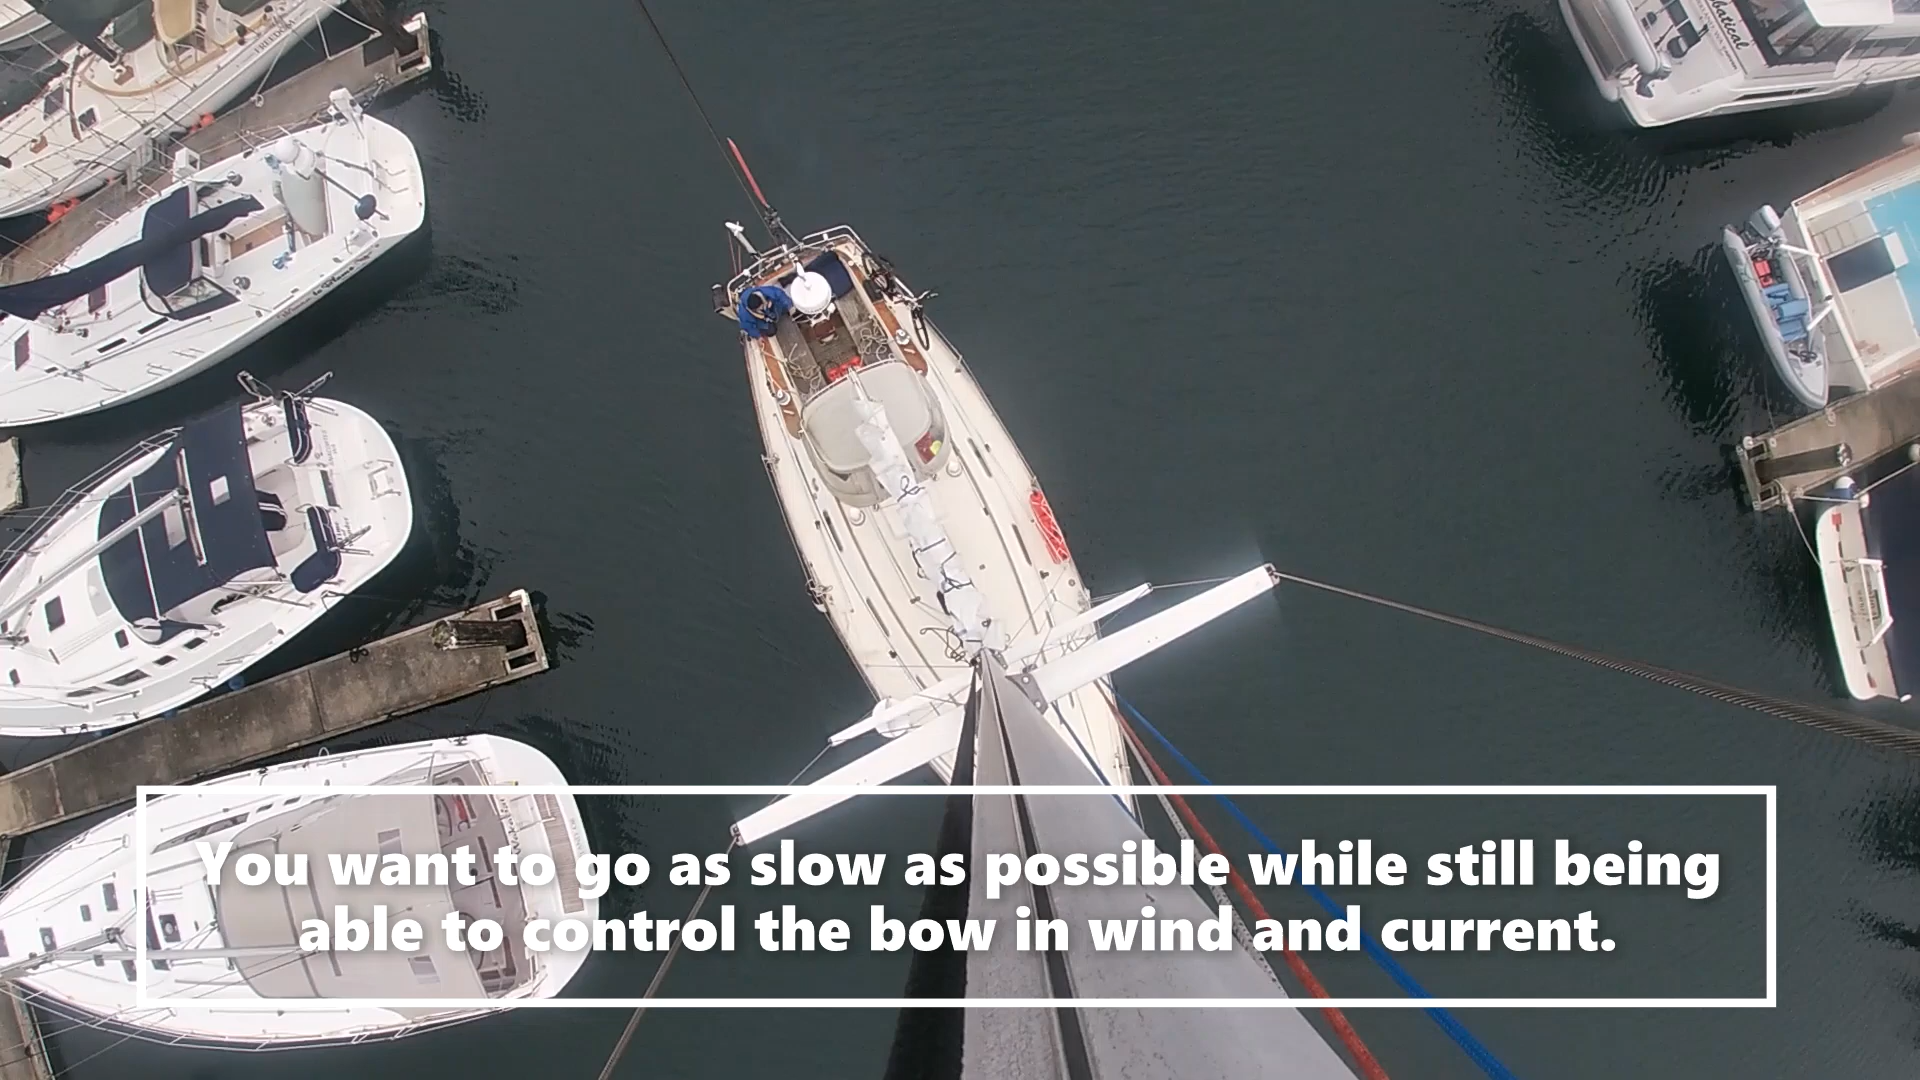 FREEDOM
You want to go as slow as possible while still being
able to control the bow in wind and current.